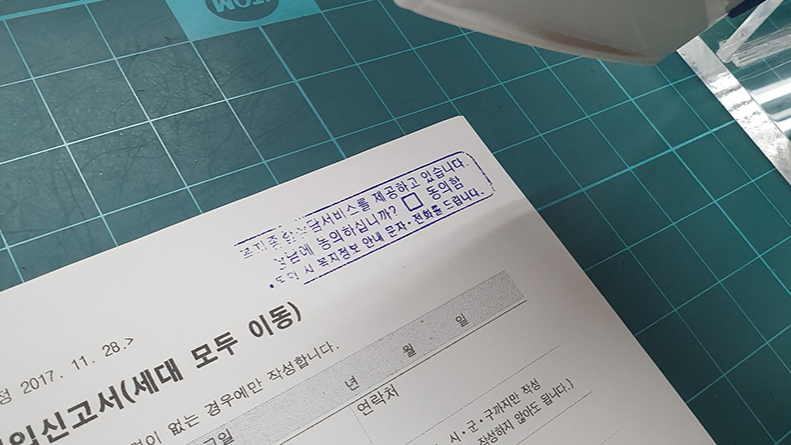 서비스를 제공하고 있습니다.
동의하십니까? □ 동의함
시 복지정보 안내 문자·전화를 드립니다.
2017. 11. 28.>
신고서(세대 모두 이동)
없는 경우에만 작성합니다.
년 월 일
연락처
시·군·구까지만 작성
작성하지 않아도 됩니다.)